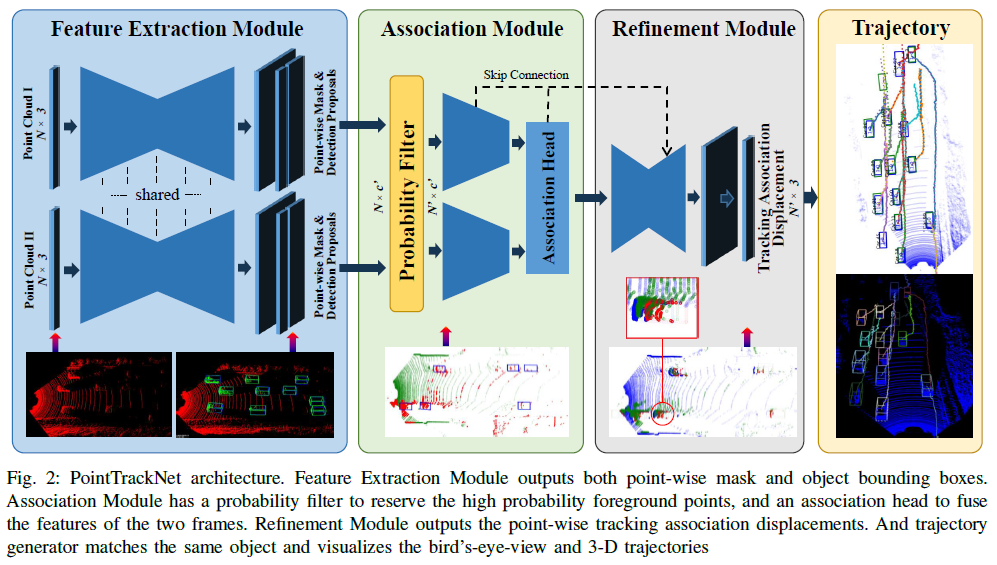 Feature Extraction Module
Association Module
Refinement Module
Trajectory
Point Cloud I
N × 3
Point-wise Mask &
Detection Proposals
shared
Point Cloud II
N × 3
Point-wise Mask &
Detection Proposals
Probability Filter
N × c'
N' × c'
Skip Connection
Association Head
Tracking Association
Displacement
N' × 3
Fig. 2: PointTrackNet architecture. Feature Extraction Module outputs both point-wise mask and object bounding boxes.
Association Module has a probability filter to reserve the high probability foreground points, and an association head to fuse
the features of the two frames. Refinement Module outputs the point-wise tracking association displacements. And trajectory
generator matches the same object and visualizes the bird's-eye-view and 3-D trajectories